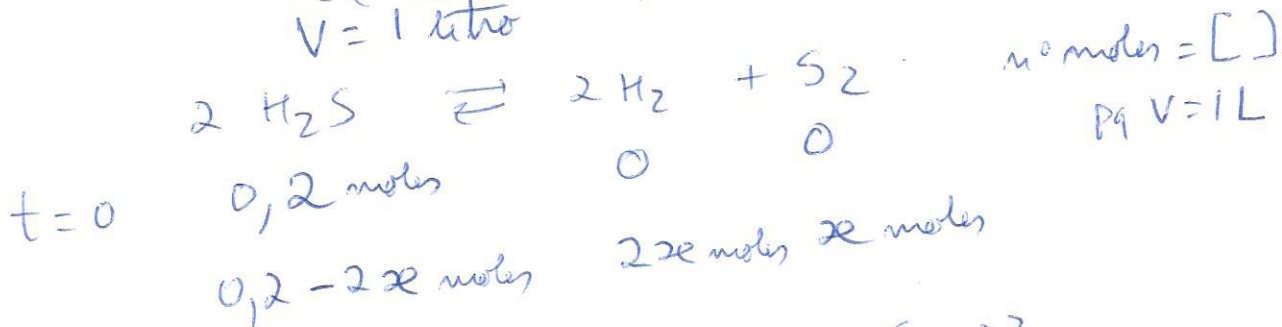 V = 1 litro
2 H2S ⇌ 2 H2 + S2
nº moles = [ ]
pq V = 1 L
t = 0 0,2 moles 0 0
0,2 - 2x moles 2x moles x moles